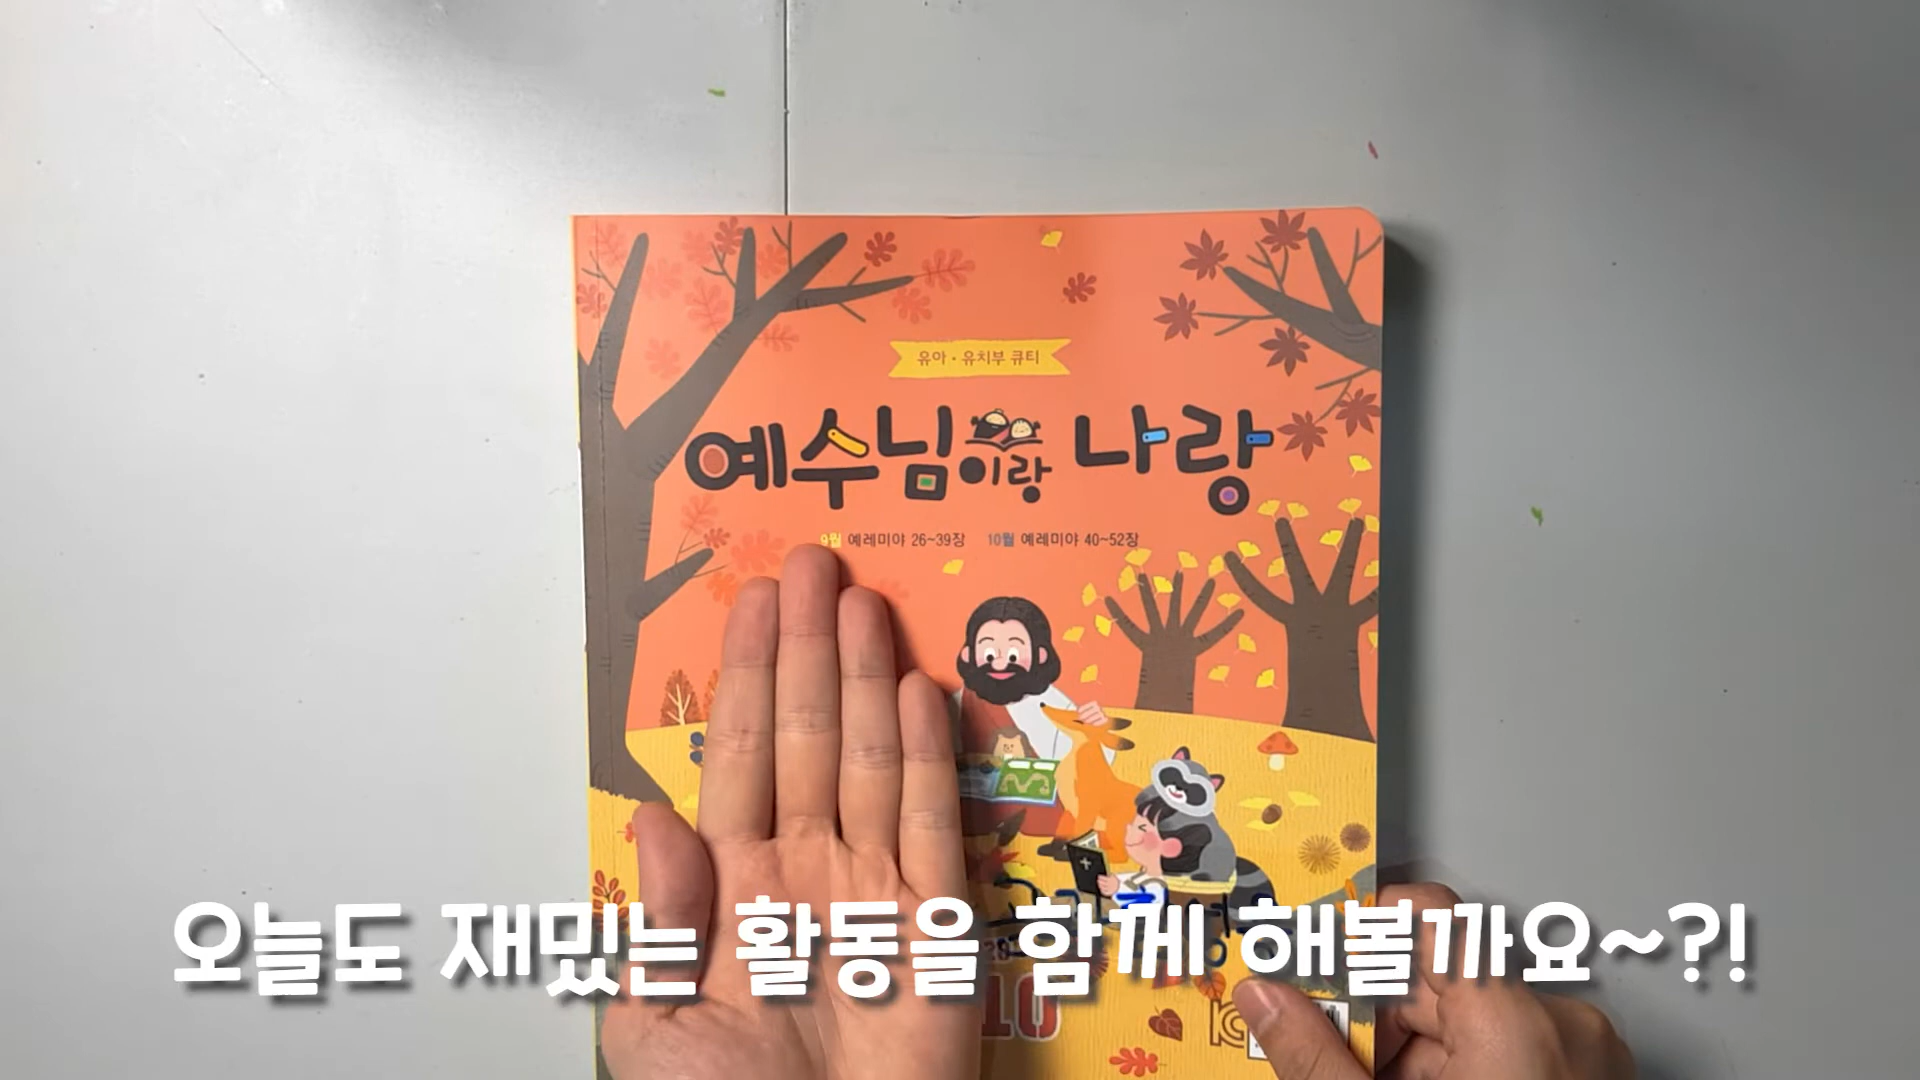 유아・유치부 큐티
예수님이랑 나랑
9월 예레미야 26~39장 10월 예레미야 40~52장
오늘도 재밌는 활동을 함께 해볼까요~?!
10